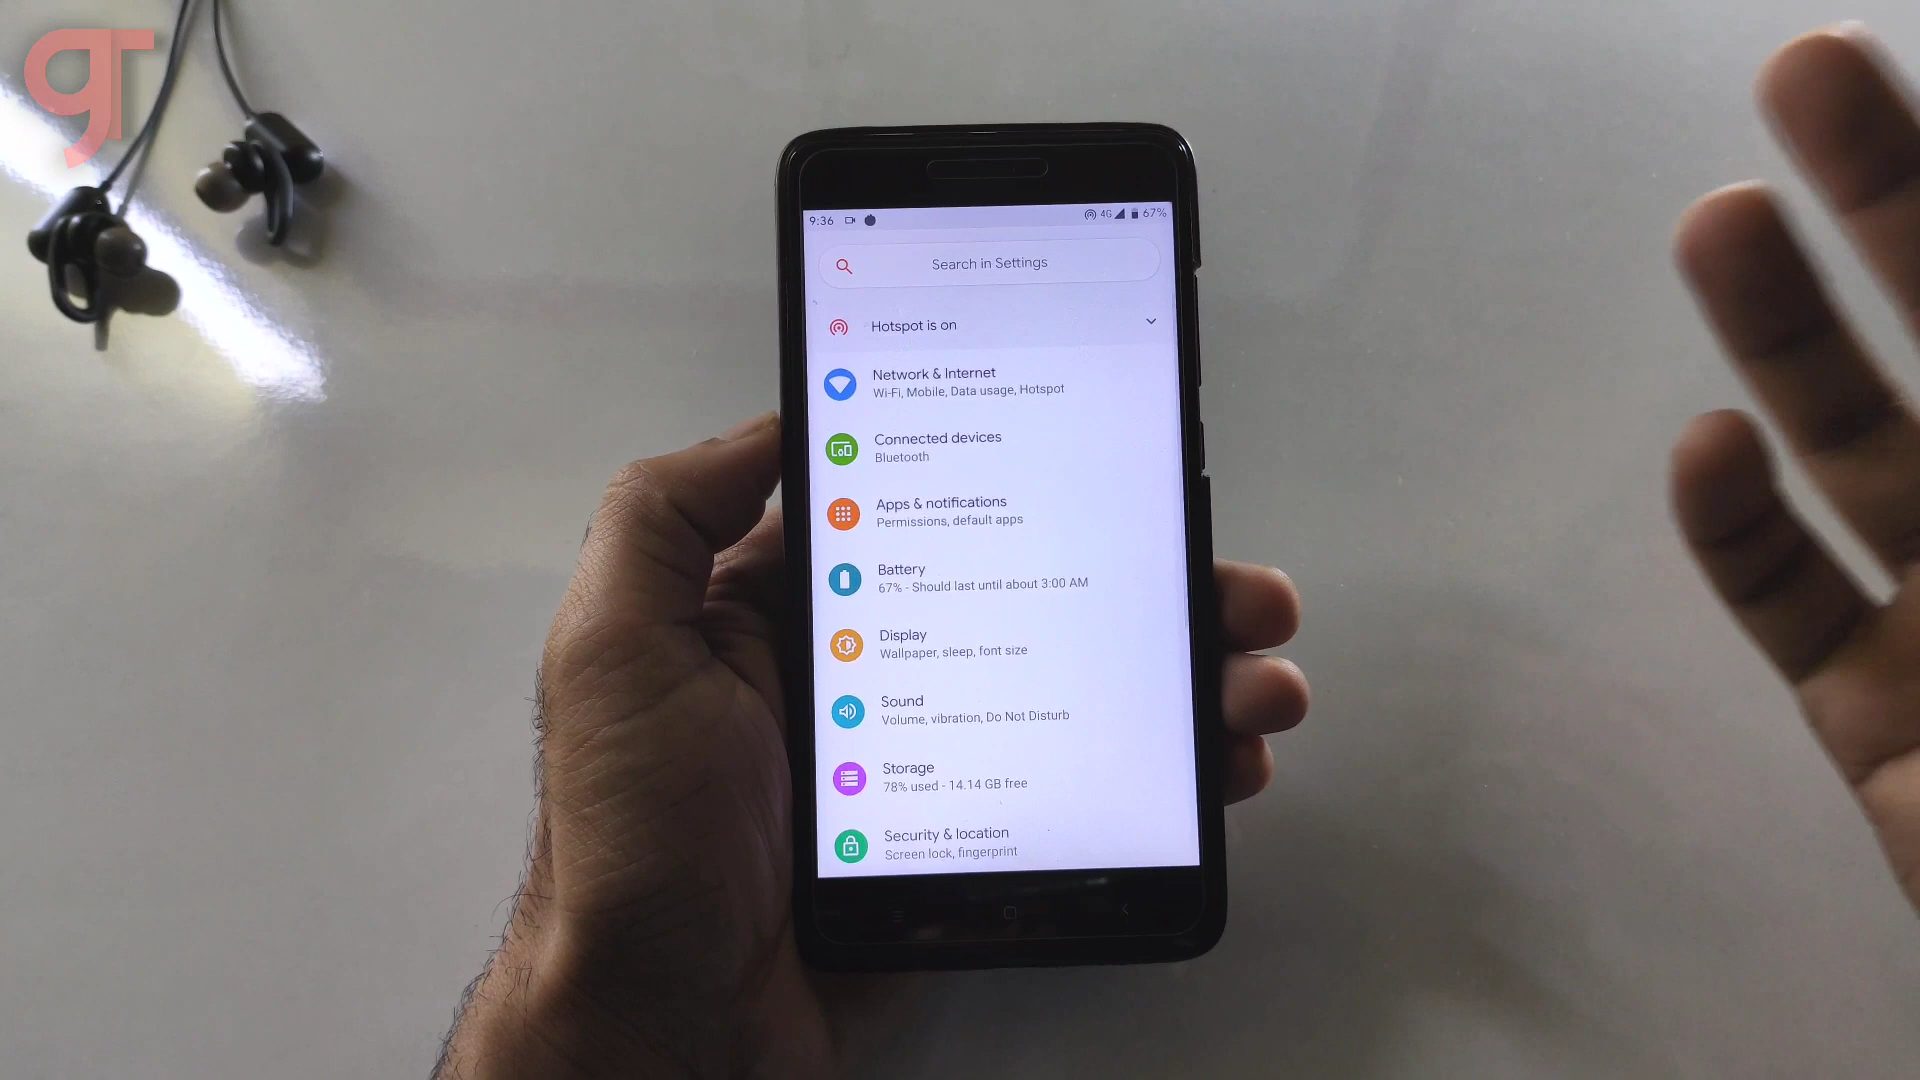 gT
9:36 4G 67%
Search in Settings
Hotspot is on
Network & Internet
Wi-Fi, Mobile, Data usage, Hotspot
Connected devices
Bluetooth
Apps & notifications
Permissions, default apps
Battery
67% - Should last until about 3:00 AM
Display
Wallpaper, sleep, font size
Sound
Volume, vibration, Do Not Disturb
Storage
78% used - 14.14 GB free
Security & location
Screen lock, fingerprint